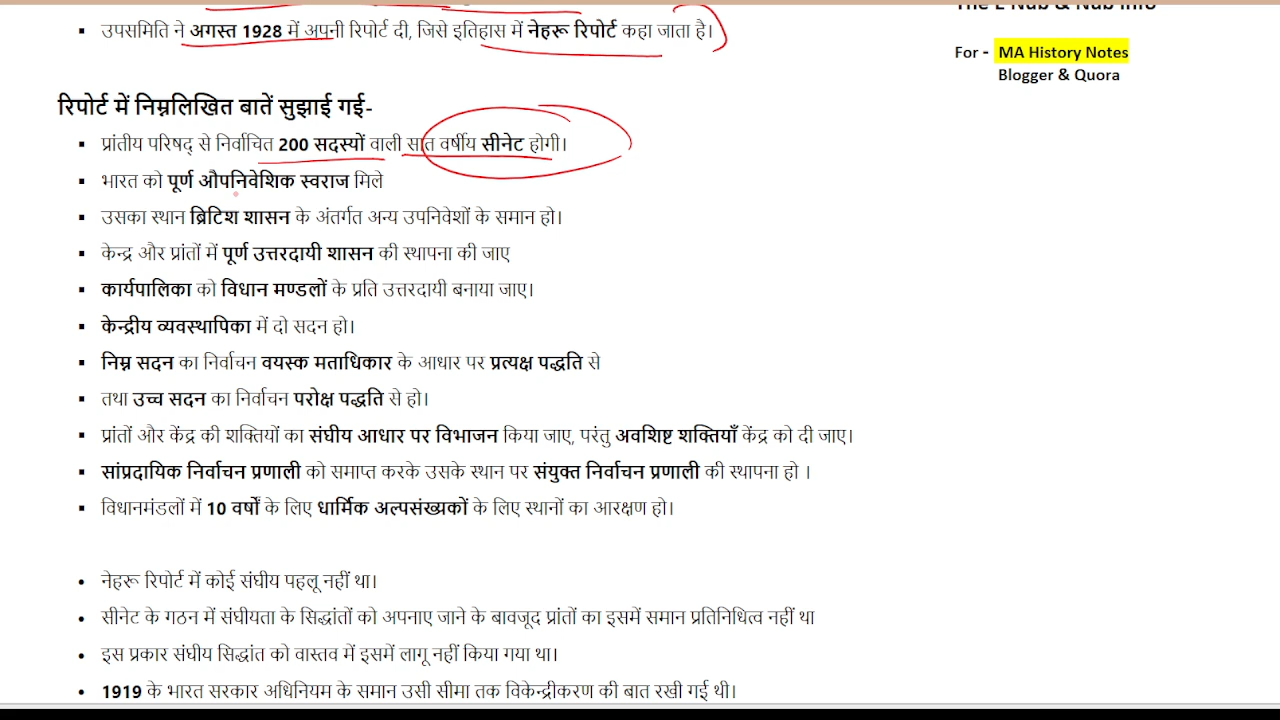 The E Nub & Nub Info
उपसमिति ने अगस्त 1928 में अपनी रिपोर्ट दी, जिसे इतिहास में नेहरू रिपोर्ट कहा जाता है।
For - MA History Notes
Blogger & Quora
रिपोर्ट में निम्नलिखित बातें सुझाई गई-
प्रांतीय परिषद् से निर्वाचित 200 सदस्यों वाली सात वर्षीय सीनेट होगी।
भारत को पूर्ण औपनिवेशिक स्वराज मिले
उसका स्थान ब्रिटिश शासन के अंतर्गत अन्य उपनिवेशों के समान हो।
केन्द्र और प्रांतों में पूर्ण उत्तरदायी शासन की स्थापना की जाए
कार्यपालिका को विधान मण्डलों के प्रति उत्तरदायी बनाया जाए।
केन्द्रीय व्यवस्थापिका में दो सदन हो।
निम्न सदन का निर्वाचन वयस्क मताधिकार के आधार पर प्रत्यक्ष पद्धति से
तथा उच्च सदन का निर्वाचन परोक्ष पद्धति से हो।
प्रांतों और केंद्र की शक्तियों का संघीय आधार पर विभाजन किया जाए, परंतु अवशिष्ट शक्तियाँ केंद्र को दी जाए।
सांप्रदायिक निर्वाचन प्रणाली को समाप्त करके उसके स्थान पर संयुक्त निर्वाचन प्रणाली की स्थापना हो ।
विधानमंडलों में 10 वर्षों के लिए धार्मिक अल्पसंख्यकों के लिए स्थानों का आरक्षण हो।
नेहरू रिपोर्ट में कोई संघीय पहलू नहीं था।
सीनेट के गठन में संघीयता के सिद्धांतों को अपनाए जाने के बावजूद प्रांतों का इसमें समान प्रतिनिधित्व नहीं था
इस प्रकार संघीय सिद्धांत को वास्तव में इसमें लागू नहीं किया गया था।
1919 के भारत सरकार अधिनियम के समान उसी सीमा तक विकेन्द्रीकरण की बात रखी गई थी।